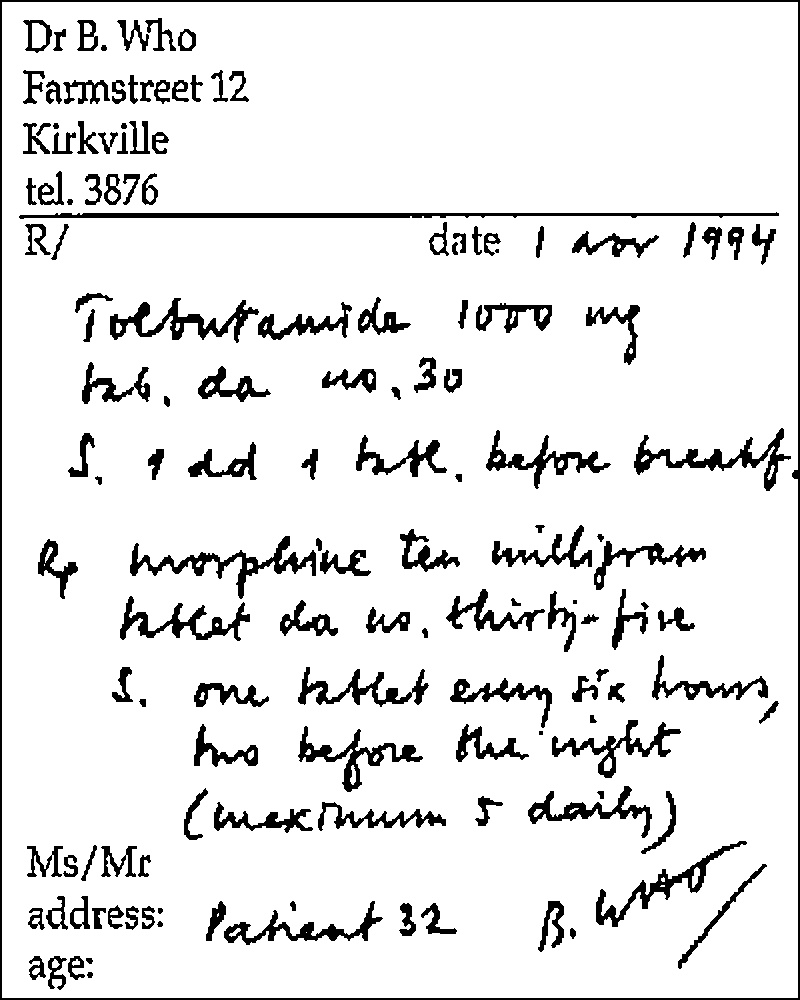 Dr B. Who
Farmstreet 12
Kirkville
tel. 3876
R/ date 1 apr 1994
Tolbutamide 1000 mg
tab. da no. 30
S. 1 dd 1 tabl. before breakf.
Rp morphine ten milligram
tablet da no. thirty-five
S. one tablet every six hours,
two before the night
(maximum 5 daily)
Ms/Mr
address: Patient 32 B. WHO
age: